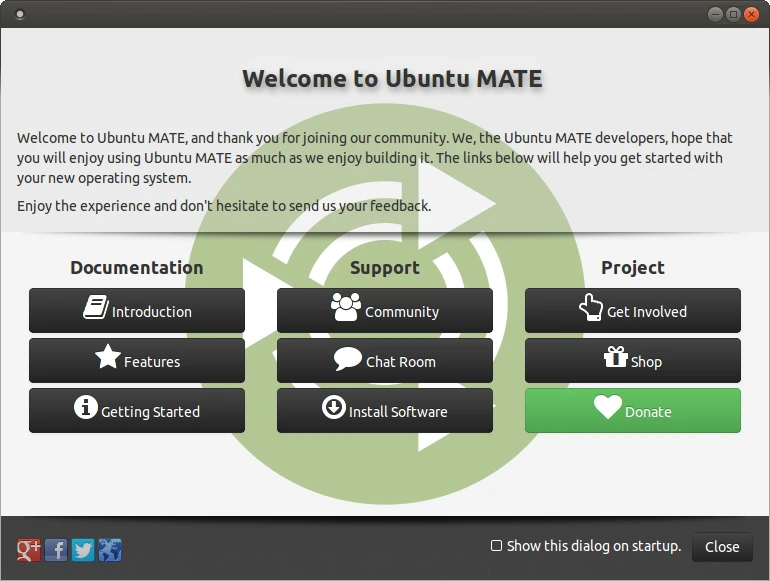 Welcome to Ubuntu MATE
Welcome to Ubuntu MATE, and thank you for joining our community. We, the Ubuntu MATE developers, hope that
you will enjoy using Ubuntu MATE as much as we enjoy building it. The links below will help you get started with
your new operating system.
Enjoy the experience and don't hesitate to send us your feedback.
Documentation
Support
Project
Introduction
Community
Get Involved
Features
Chat Room
Shop
Getting Started
Install Software
Donate
g+
f
Show this dialog on startup.
Close